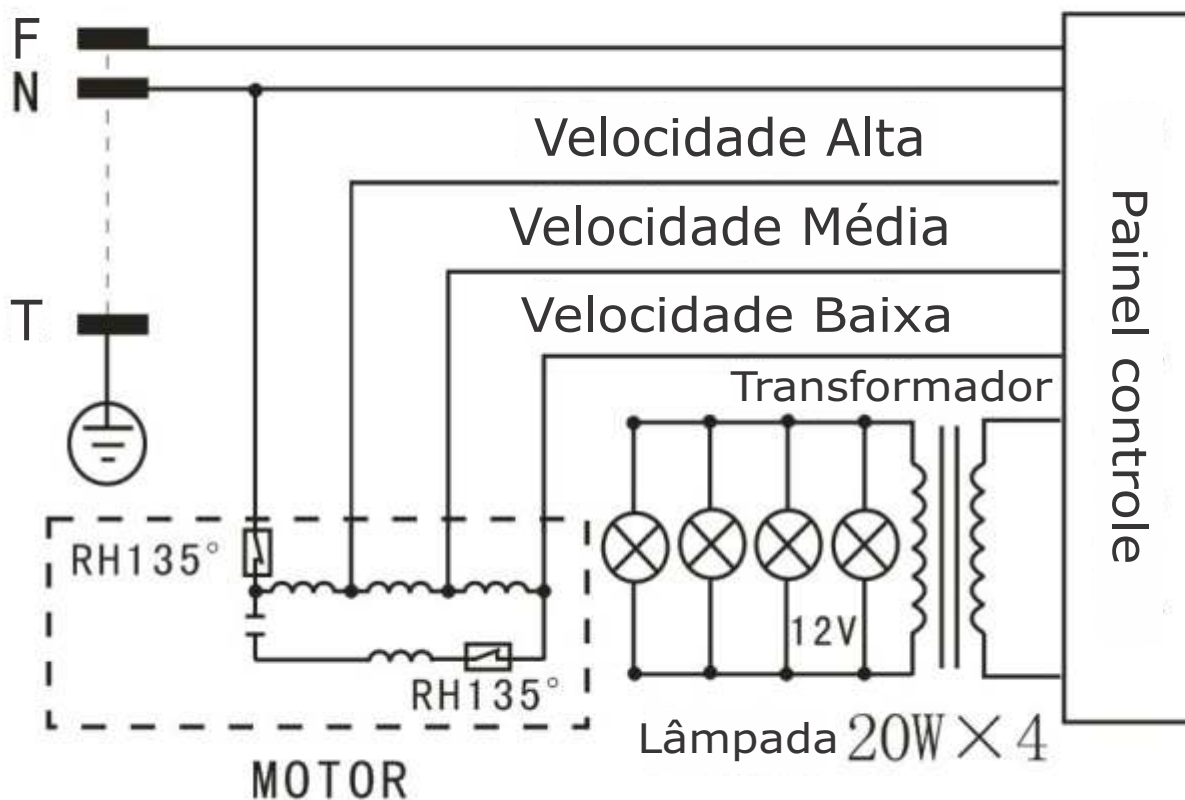 F
N
Velocidade Alta
Velocidade Média
Velocidade Baixa
Transformador
Painel controle
T
RH135°
12V
RH135°
Lâmpada 20W×4
MOTOR